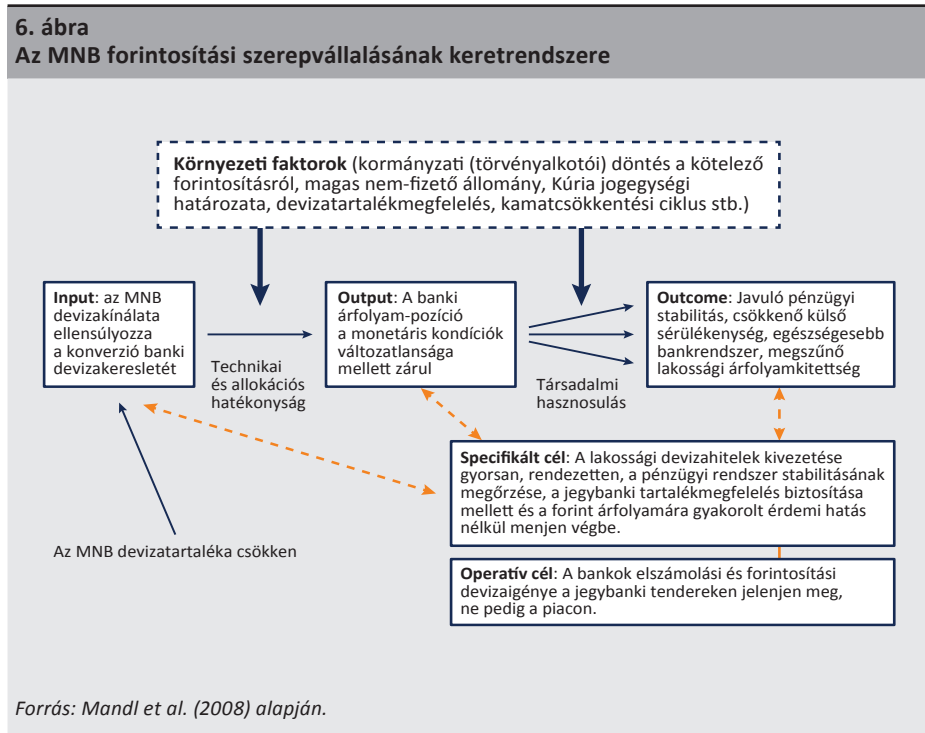 6. ábra
Az MNB forintosítási szerepvállalásának keretrendszere
Környezeti faktorok (kormányzati (törvényalkotói) döntés a kötelező
forintosításról, magas nem-fizető állomány, Kúria jogegységi
határozata, devizatartalékmegfelelés, kamatcsökkentési ciklus stb.)
Input: az MNB
devizakínálata
ellensúlyozza
a konverzió banki
devizakeresletét
Technikai
és allokációs
hatékonyság
Output: A banki
árfolyam-pozíció
a monetáris kondíciók
változatlansága
mellett zárul
Társadalmi
hasznosulás
Outcome: Javuló pénzügyi
stabilitás, csökkenő külső
sérülékenység, egészségesebb
bankrendszer, megszűnő
lakossági árfolyamkitettség
Specifikált cél: A lakossági devizahitelek kivezetése
gyorsan, rendezetten, a pénzügyi rendszer stabilitásának
megőrzése, a jegybanki tartalékmegfelelés biztosítása
mellett és a forint árfolyamára gyakorolt érdemi hatás
nélkül menjen végbe.
Az MNB devizatartaléka csökken
Operatív cél: A bankok elszámolási és forintosítási
devizaigénye a jegybanki tendereken jelenjen meg,
ne pedig a piacon.
Forrás: Mandl et al. (2008) alapján.